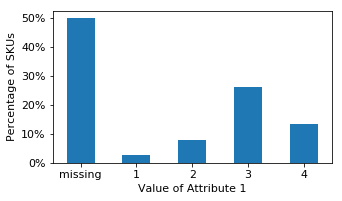 50%
40%
30%
20%
10%
0%
Percentage of SKUs
missing 1 2 3 4
Value of Attribute 1